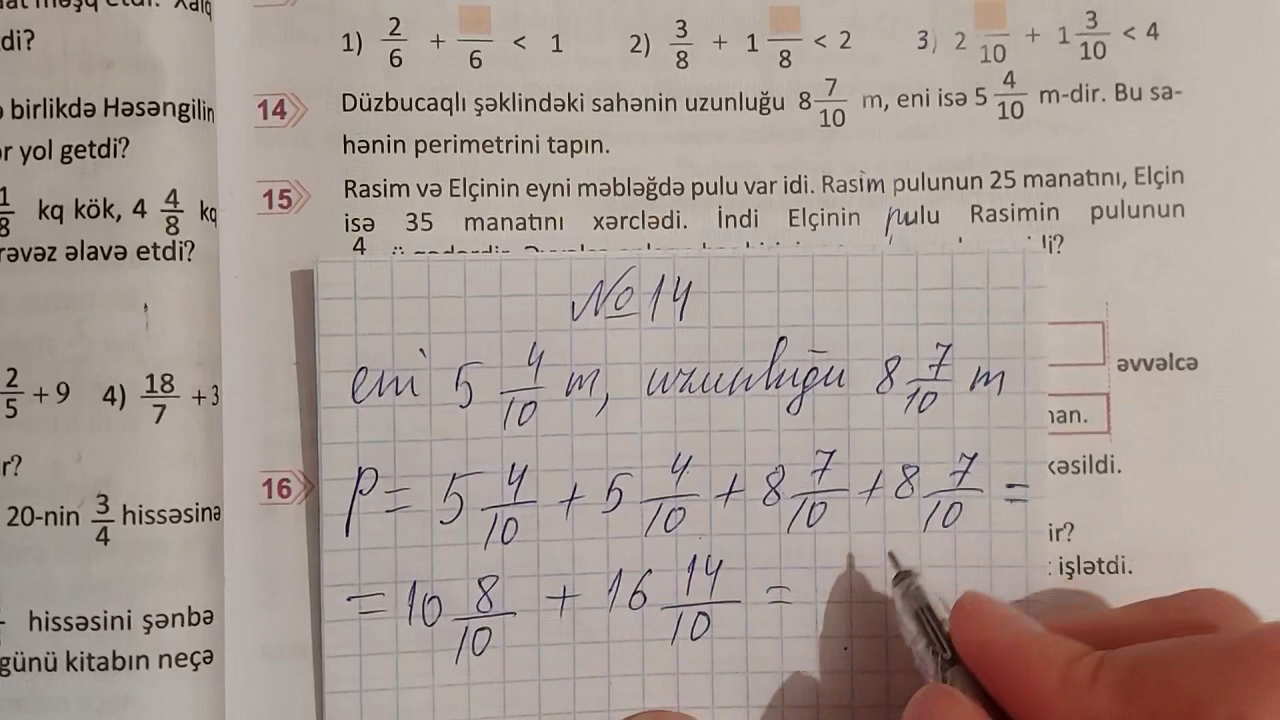 di?
birlikdə Həsəngilin
yol getdi?
1/8 kq kök, 4 4/8 kq
əlavə etdi?
2/5 + 9 4) 18/7 + 3
r?
20-nin 3/4 hissəsinə
hissəsini şənbə
günü kitabın neçə
1) 2/6 + /6 < 1 2) 3/8 + 1 /8 < 2 3) 2 /10 + 1 3/10 < 4
14 Düzbucaqlı şəklindəki sahənin uzunluğu 8 7/10 m, eni isə 5 4/10 m-dir. Bu sa-
hənin perimetrini tapın.
15 Rasim və Elçinin eyni məbləğdə pulu var idi. Rasim pulunun 25 manatını, Elçin
isə 35 manatını xərclədi. İndi Elçinin pulu Rasimin pulunun
4
№ 14
eni 5 4/10 m, uzunluğu 8 7/10 m
P = 5 4/10 + 5 4/10 + 8 7/10 + 8 7/10 =
= 10 8/10 + 16 14/10 =
16
əvvəlcə
kəsildi.
işlətdi.